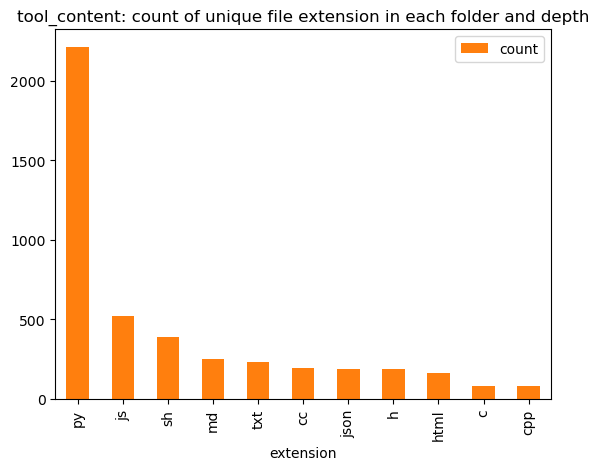 tool_content: count of unique file extension in each folder and depth
count
2000
1500
1000
500
0
py
js
sh
md
txt
cc
json
h
html
c
cpp
extension